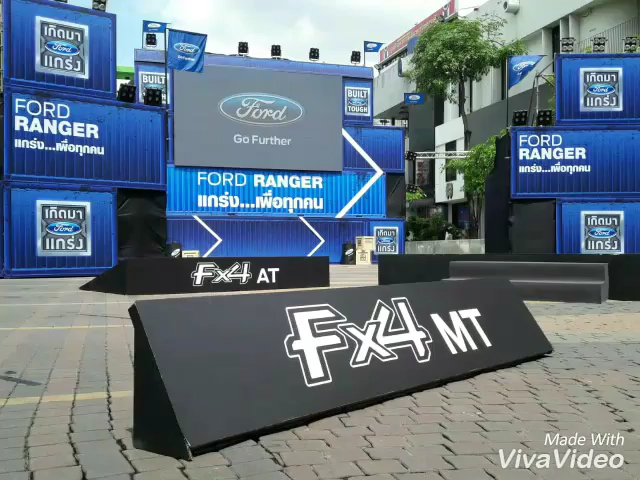 เกิดมา
Ford
แกร่ง
Ford
Ford
BUILT
Ford
Go Further
BUILT
Ford
TOUGH
Ford
เกิดมา
Ford
แกร่ง
FORD
RANGER
แกร่ง...เพื่อทุกคน
FORD RANGER
แกร่ง...เพื่อทุกคน
FORD
RANGER
แกร่ง...เพื่อทุกคน
เกิดมา
Ford
แกร่ง
เกิดมา
Ford
แกร่ง
Fx4 AT
Fx4 MT
Made With
VivaVideo